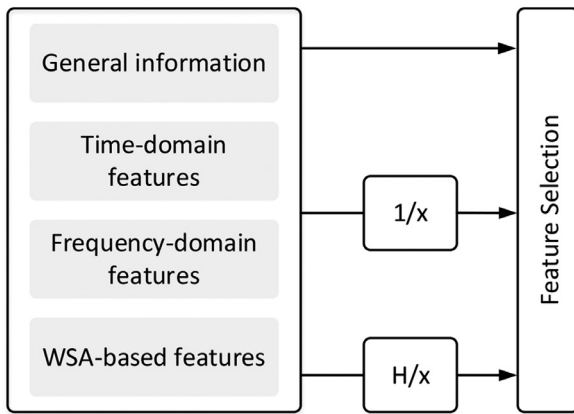 General information
Time-domain
features
Frequency-domain
features
WSA-based features
1/x
H/x
Feature Selection